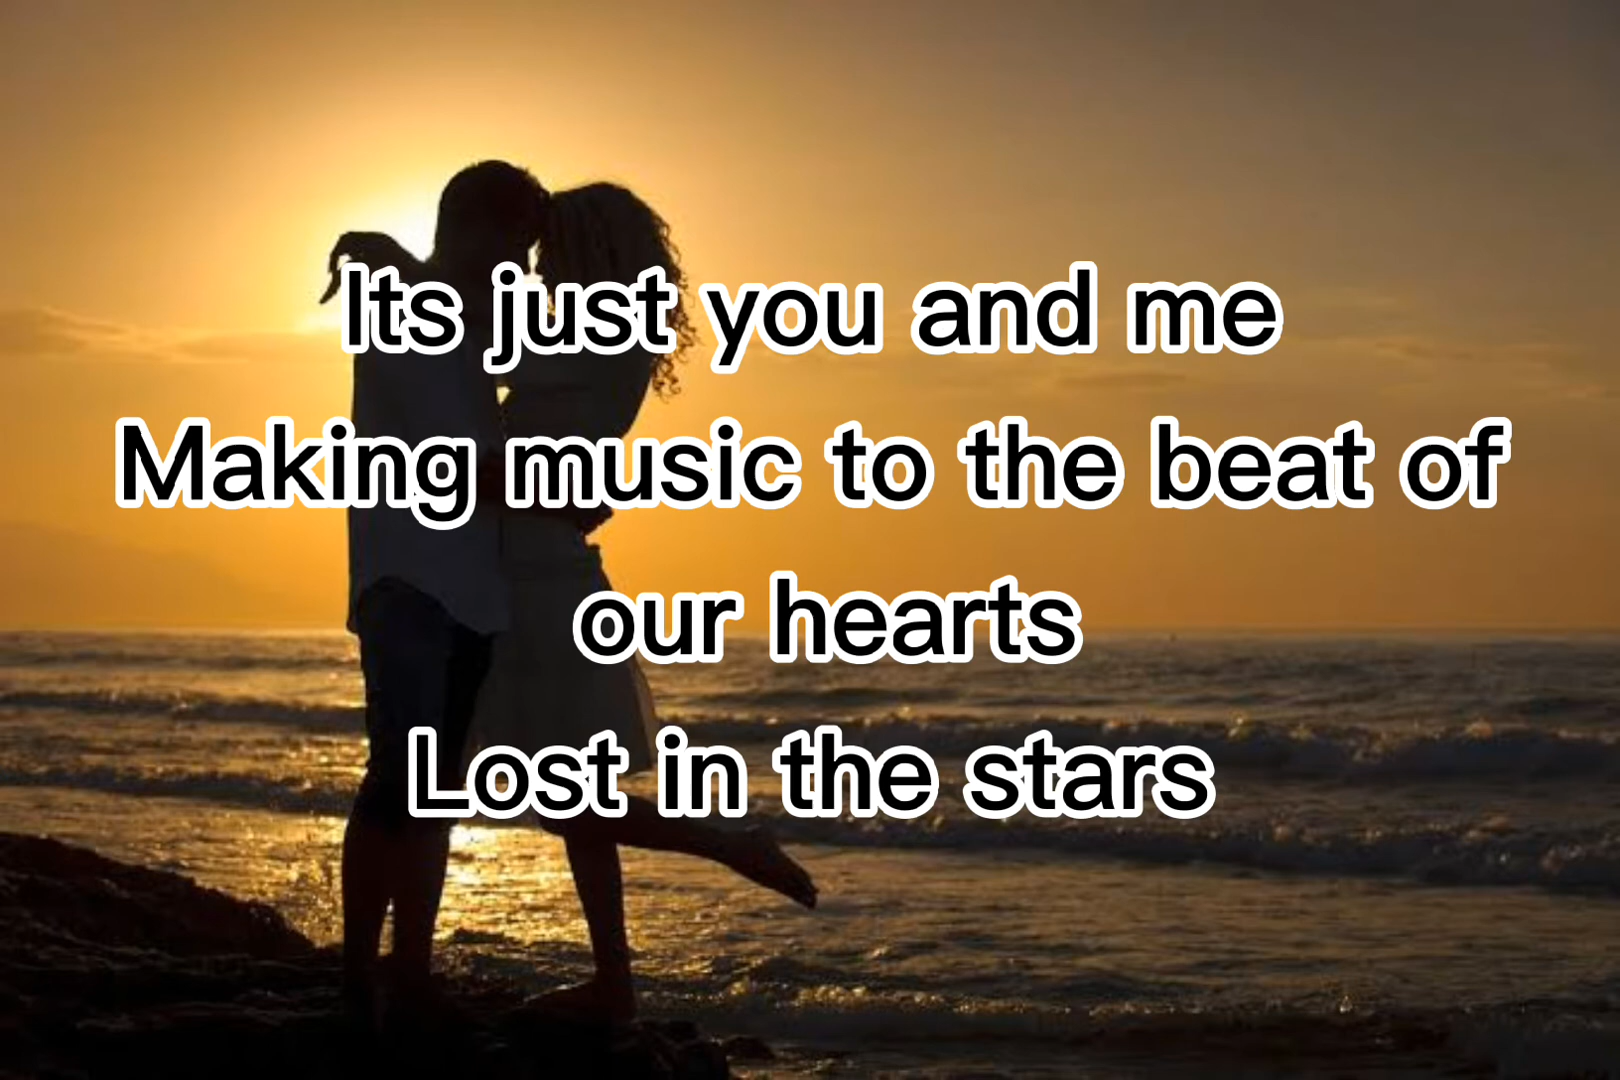 Its just you and me
Making music to the beat of
our hearts
Lost in the stars